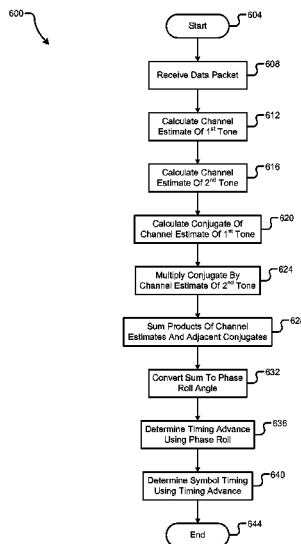 600
604
Start
608
Receive Data Packet
612
Calculate Channel
Estimate Of 1st Tone
616
Calculate Channel
Estimate Of 2nd Tone
620
Calculate Conjugate Of
Channel Estimate Of 1st Tone
624
Multiply Conjugate By
Channel Estimate Of 2nd Tone
628
Sum Products Of Channel
Estimates And Adjacent Conjugates
632
Convert Sum To Phase
Roll Angle
636
Determine Timing Advance
Using Phase Roll
640
Determine Symbol Timing
Using Timing Advance
644
End